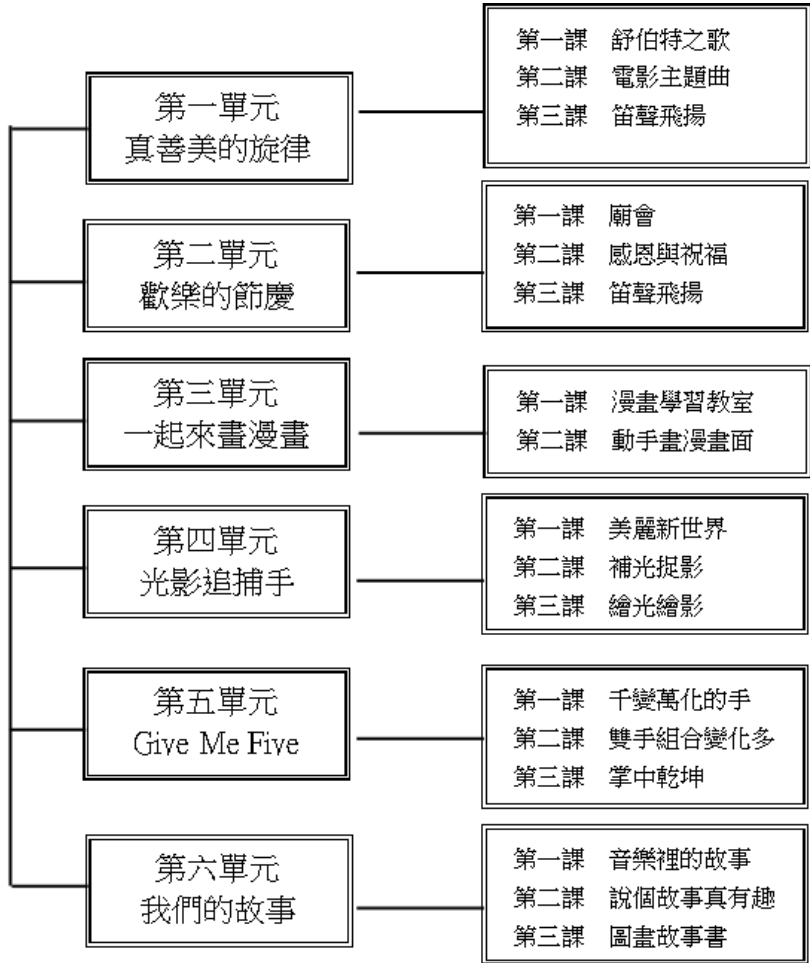 第一單元
真善美的旋律
第一課 舒伯特之歌
第二課 電影主題曲
第三課 笛聲飛揚
第二單元
歡樂的節慶
第一課 廟會
第二課 感恩與祝福
第三課 笛聲飛揚
第三單元
一起來畫漫畫
第一課 漫畫學習教室
第二課 動手畫漫畫面
第四單元
光影追捕手
第一課 美麗新世界
第二課 補光捉影
第三課 繪光繪影
第五單元
Give Me Five
第一課 千變萬化的手
第二課 雙手組合變化多
第三課 掌中乾坤
第六單元
我們的故事
第一課 音樂裡的故事
第二課 說個故事真有趣
第三課 圖畫故事書